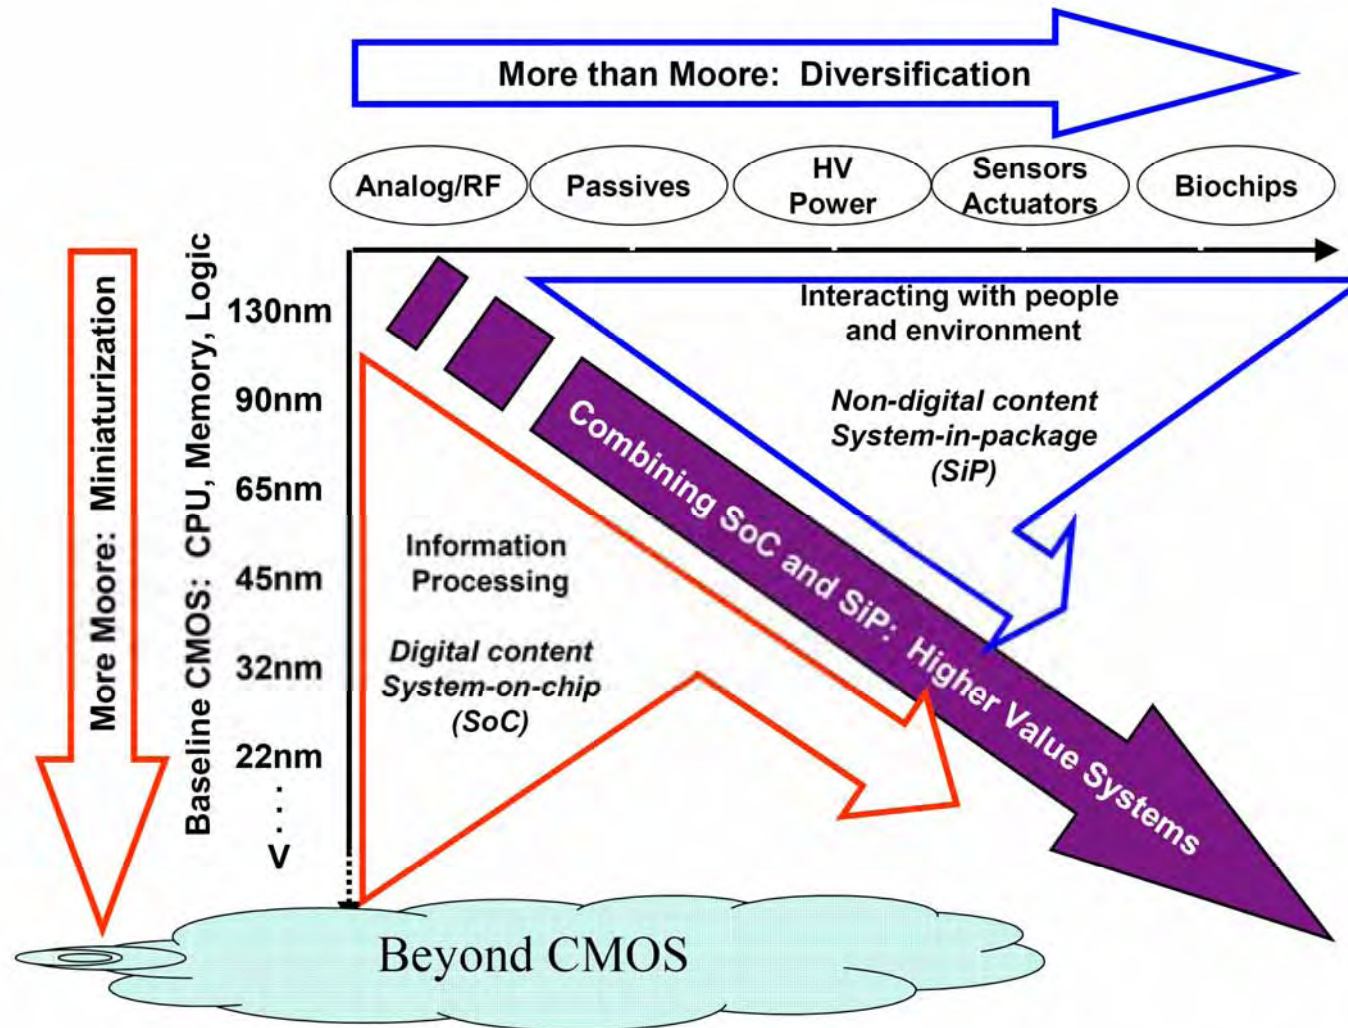 More than Moore: Diversification
Analog/RF
Passives
HV
Power
Sensors
Actuators
Biochips
More Moore: Miniaturization
Baseline CMOS: CPU, Memory, Logic
130nm
90nm
65nm
45nm
32nm
22nm
V
Interacting with people
and environment
Non-digital content
System-in-package
(SiP)
Combining SoC and SiP: Higher Value Systems
Information
Processing
Digital content
System-on-chip
(SoC)
Beyond CMOS